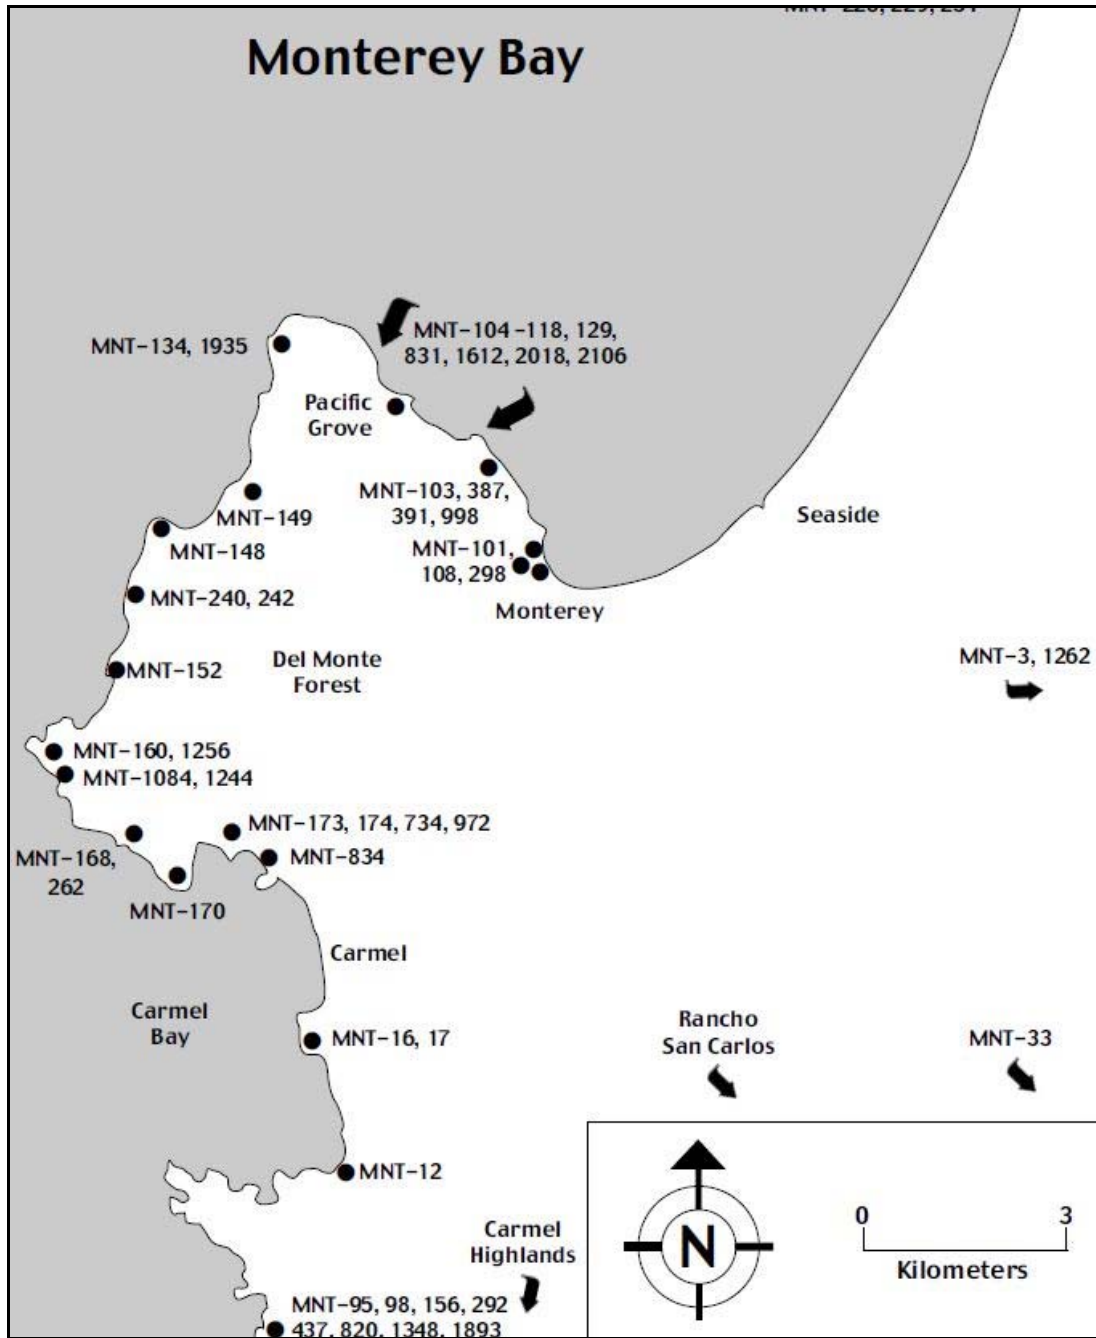 MNT-228, 229, 234
Monterey Bay
MNT-134, 1935
MNT-104 -118, 129,
831, 1612, 2018, 2106
Pacific
Grove
MNT-103, 387,
391, 998
MNT-149
MNT-148
Seaside
MNT-101,
108, 298
MNT-240, 242
Monterey
Del Monte
Forest
MNT-152
MNT-3, 1262
MNT-160, 1256
MNT-1084, 1244
MNT-173, 174, 734, 972
MNT-168,
262
MNT-834
MNT-170
Carmel
Carmel
Bay
MNT-16, 17
Rancho
San Carlos
MNT-33
MNT-12
Carmel
Highlands
MNT-95, 98, 156, 292
437, 820, 1348, 1893
N
0 3
Kilometers